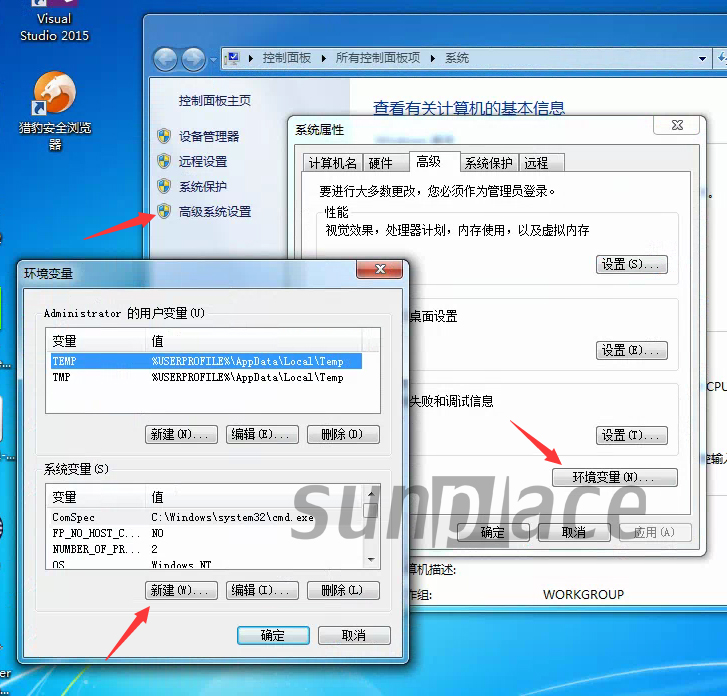 Visual
Studio 2015
猎豹安全浏览
器
控制面板 ▸ 所有控制面板项 ▸ 系统
控制面板主页
设备管理器
远程设置
系统保护
高级系统设置
查看有关计算机的基本信息
系统属性
计算机名 硬件 高级 系统保护 远程
要进行大多数更改，您必须作为管理员登录。
性能
视觉效果，处理器计划，内存使用，以及虚拟内存
设置(S)...
桌面设置
设置(E)...
失败和调试信息
设置(T)...
环境变量(N)...
确定 取消 应用(A)
CPU
算机描述:
作组: WORKGROUP
环境变量
Administrator 的用户变量(U)
变量 值
TEMP %USERPROFILE%\AppData\Local\Temp
TMP %USERPROFILE%\AppData\Local\Temp
新建(N)... 编辑(E)... 删除(D)
系统变量(S)
变量 值
ComSpec C:\Windows\system32\cmd.exe
FP_NO_HOST_C... NO
NUMBER_OF_PR... 2
OS Windows_NT
新建(W)... 编辑(I)... 删除(L)
确定 取消
sunplace